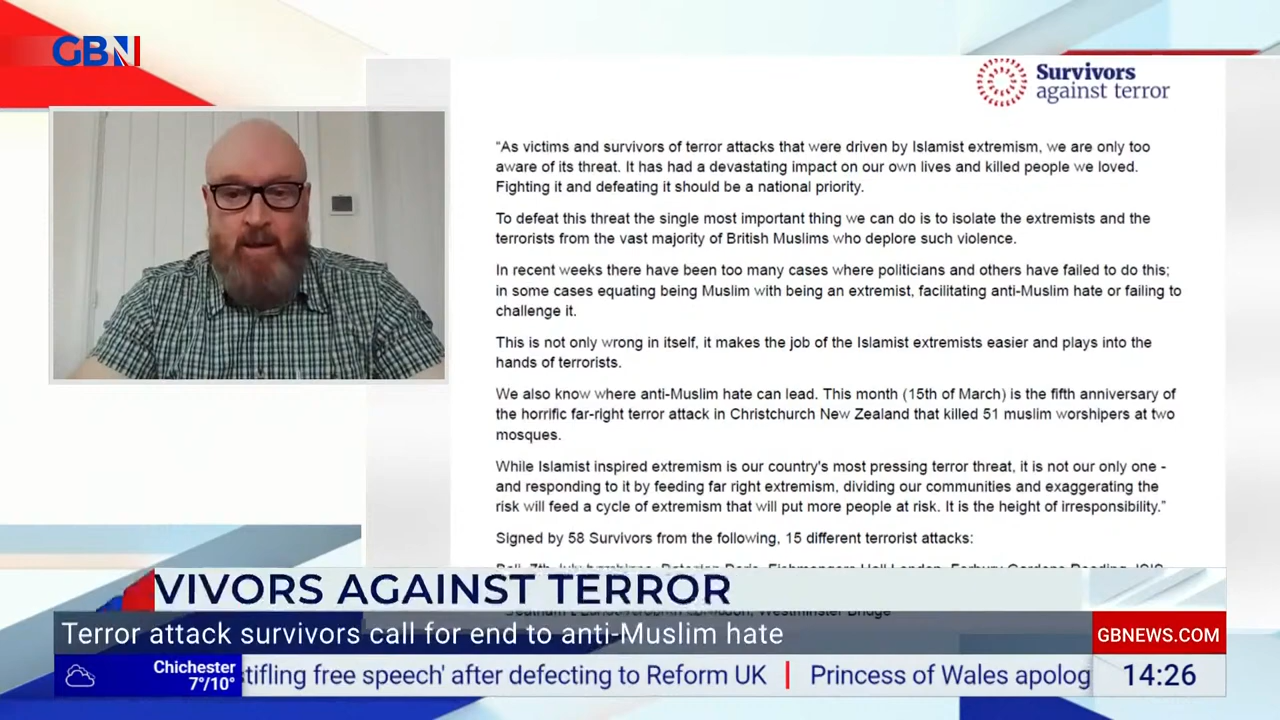 GBN
Survivors
against terror
“As victims and survivors of terror attacks that were driven by Islamist extremism, we are only too
aware of its threat. It has had a devastating impact on our own lives and killed people we loved.
Fighting it and defeating it should be a national priority.
To defeat this threat the single most important thing we can do is to isolate the extremists and the
terrorists from the vast majority of British Muslims who deplore such violence.
In recent weeks there have been too many cases where politicians and others have failed to do this;
in some cases equating being Muslim with being an extremist, facilitating anti-Muslim hate or failing to
challenge it.
This is not only wrong in itself, it makes the job of the Islamist extremists easier and plays into the
hands of terrorists.
We also know where anti-Muslim hate can lead. This month (15th of March) is the fifth anniversary of
the horrific far-right terror attack in Christchurch New Zealand that killed 51 muslim worshipers at two
mosques.
While Islamist inspired extremism is our country's most pressing terror threat, it is not our only one -
and responding to it by feeding far right extremism, dividing our communities and exaggerating the
risk will feed a cycle of extremism that will put more people at risk. It is the height of irresponsibility.”
Signed by 58 Survivors from the following, 15 different terrorist attacks:
Westminster Bridge
VIVORS AGAINST TERROR
Terror attack survivors call for end to anti-Muslim hate
GBNEWS.COM
Chichester
7°/10°
tifling free speech' after defecting to Reform UK | Princess of Wales apolog
14:26